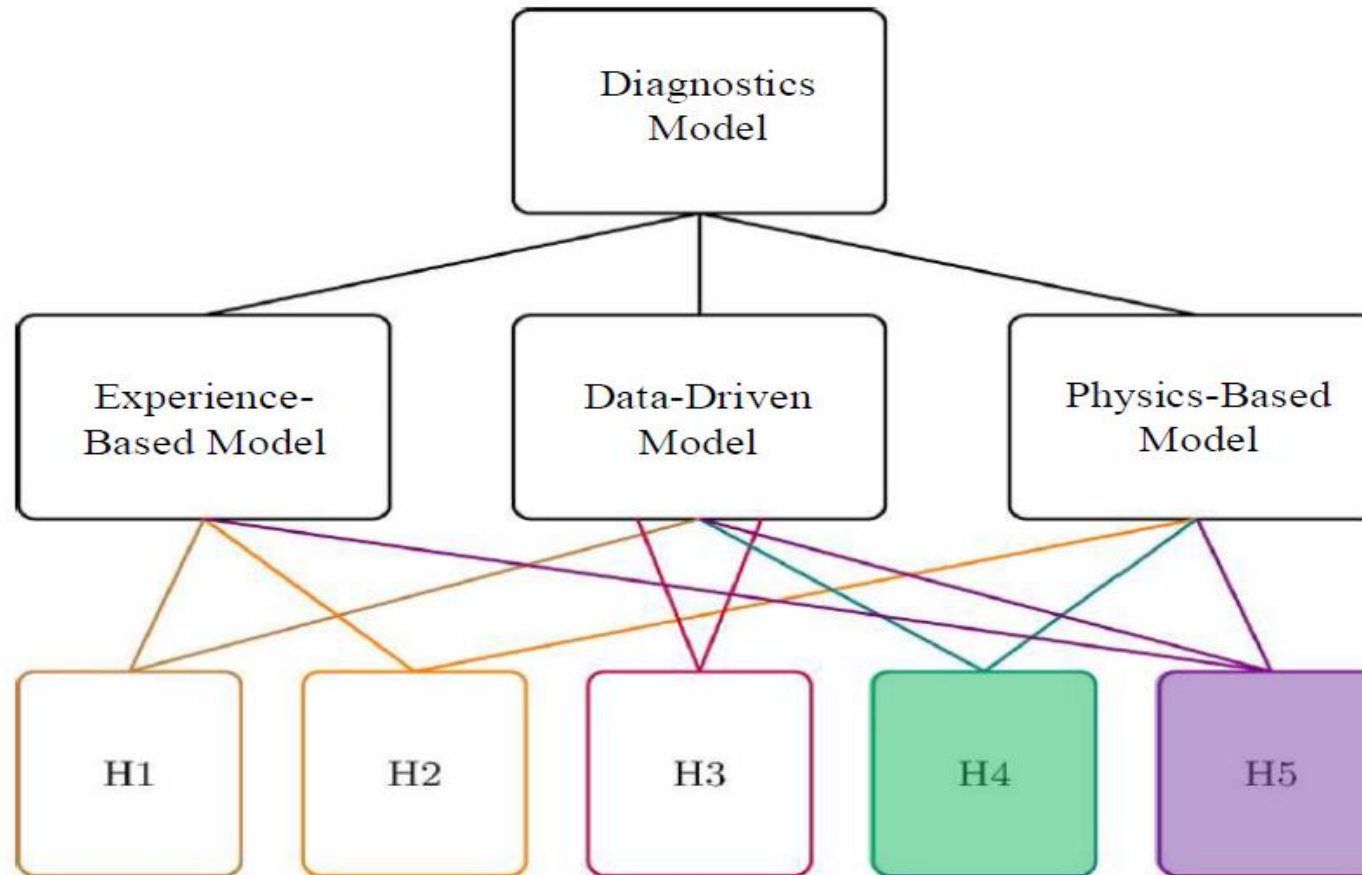 Diagnostics
Model
Experience-
Based Model
Data-Driven
Model
Physics-Based
Model
H1
H2
H3
H4
H5